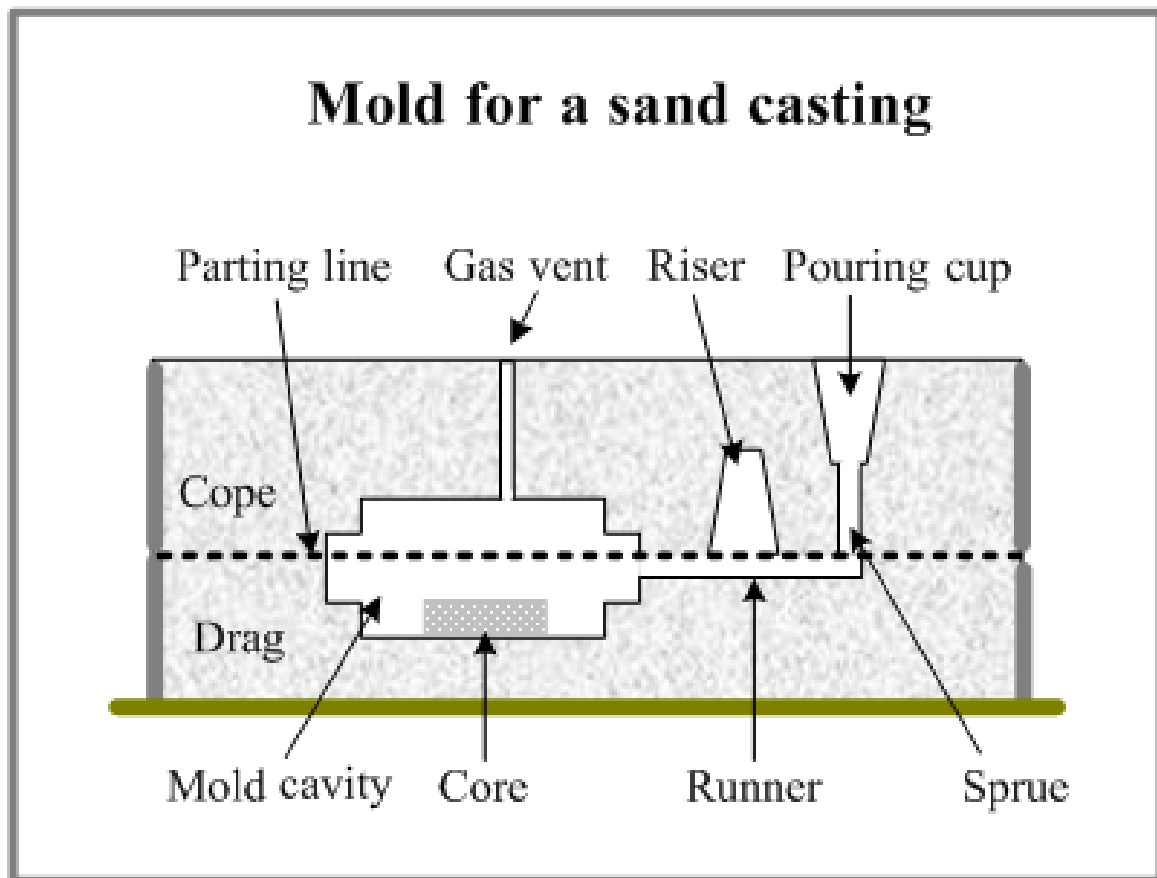 Mold for a sand casting
Parting line
Gas vent
Riser
Pouring cup
Cope
Drag
Mold cavity
Core
Runner
Sprue